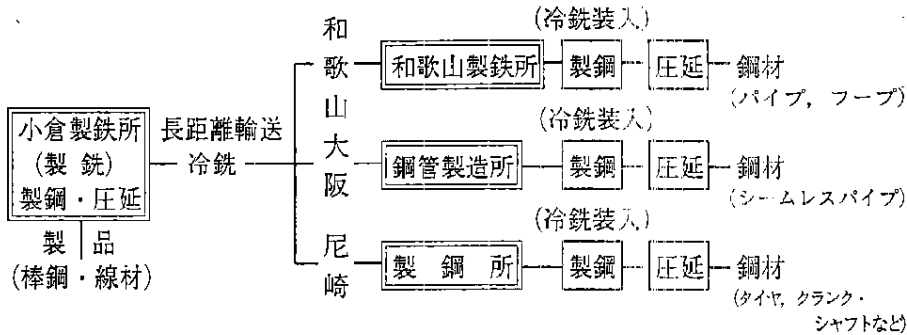 小倉製鉄所
(製銑)
製鋼・圧延
製品
(棒鋼・線材)
長距離輸送
冷銑
和歌山
大阪
尼崎
(冷銑装入)
和歌山製鉄所
製鋼
圧延
鋼材
(パイプ, フープ)
(冷銑装入)
鋼管製造所
製鋼
圧延
鋼材
(シームレスパイプ)
(冷銑装入)
製鋼所
製鋼
圧延
鋼材
(タイヤ, クランク・
シャフトなど)